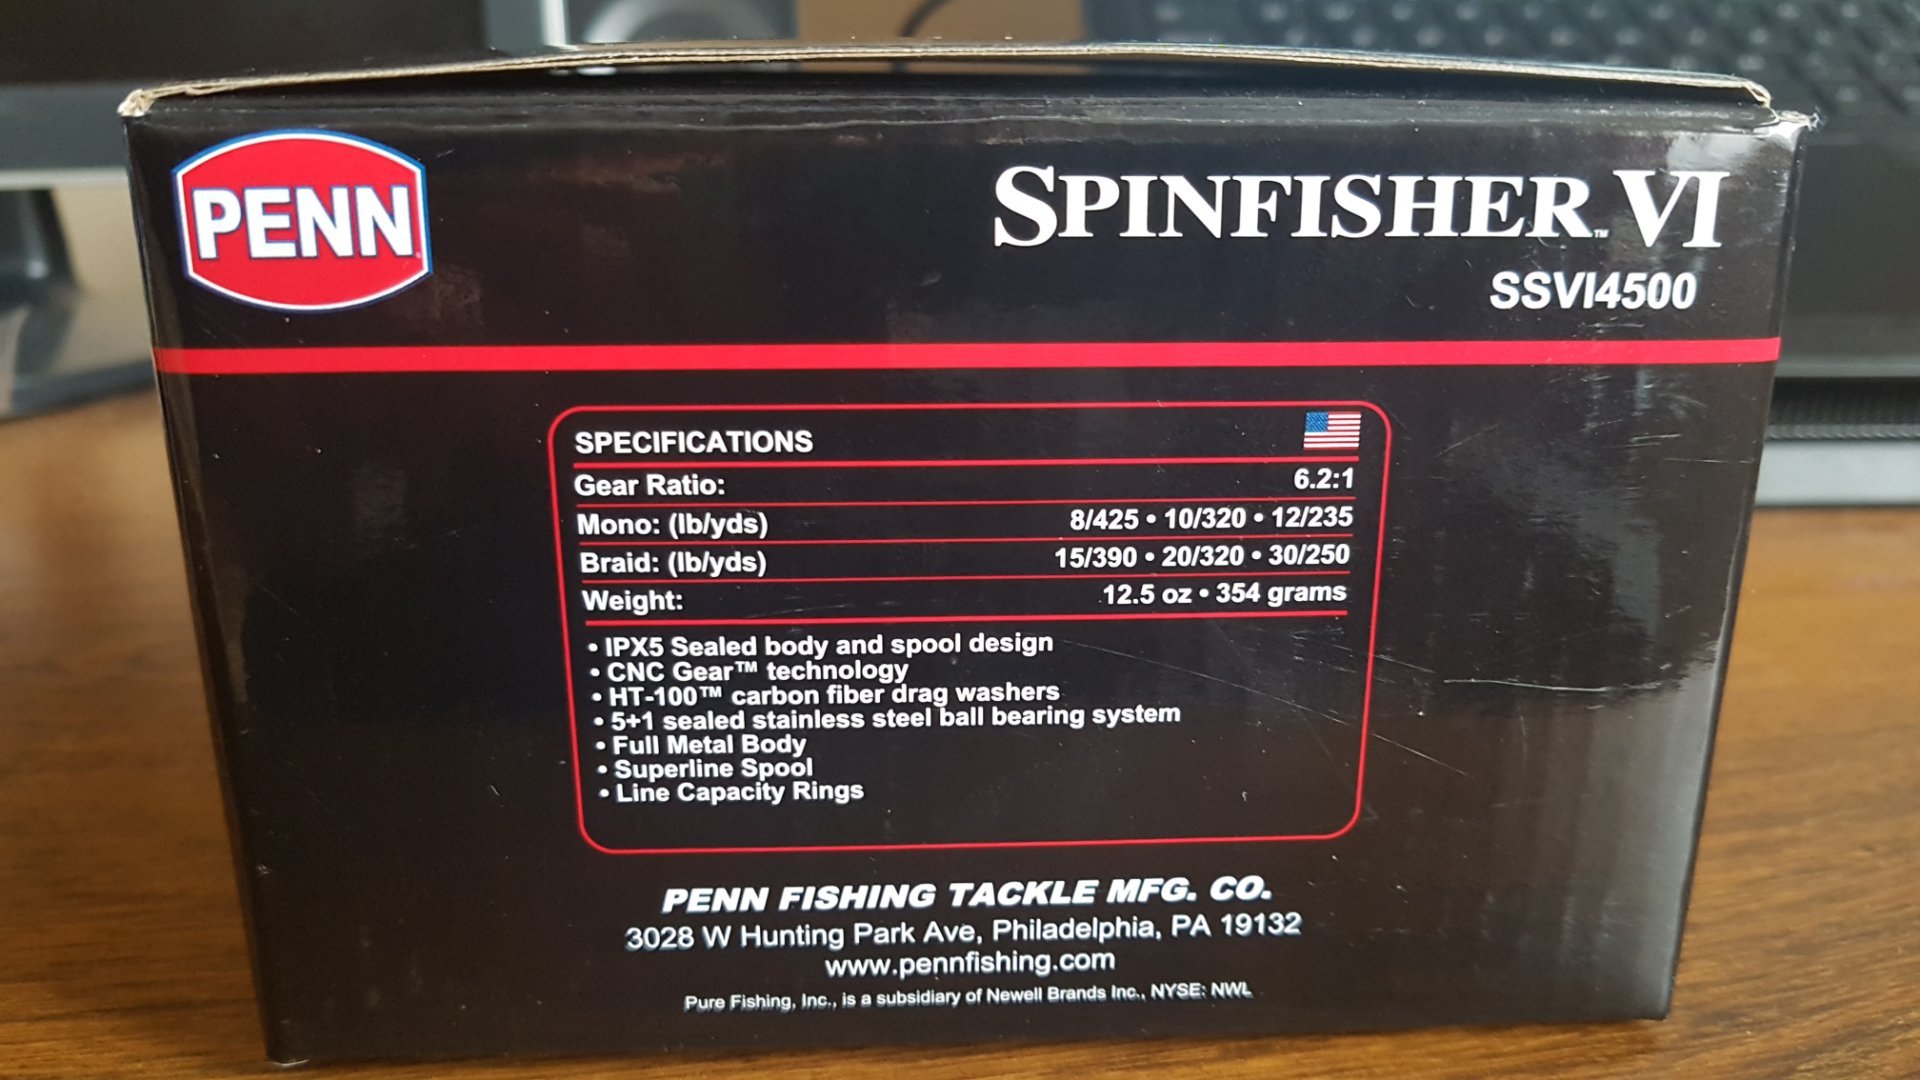 PENN
SPINFISHER™ VI
SSVI4500
SPECIFICATIONS
Gear Ratio: 6.2:1
Mono: (lb/yds) 8/425 • 10/320 • 12/235
Braid: (lb/yds) 15/390 • 20/320 • 30/250
Weight: 12.5 oz • 354 grams
• IPX5 Sealed body and spool design
• CNC Gear™ technology
• HT-100™ carbon fiber drag washers
• 5+1 sealed stainless steel ball bearing system
• Full Metal Body
• Superline Spool
• Line Capacity Rings
PENN FISHING TACKLE MFG. CO.
3028 W Hunting Park Ave, Philadelphia, PA 19132
www.pennfishing.com
Pure Fishing, Inc., is a subsidiary of Newell Brands Inc., NYSE: NWL